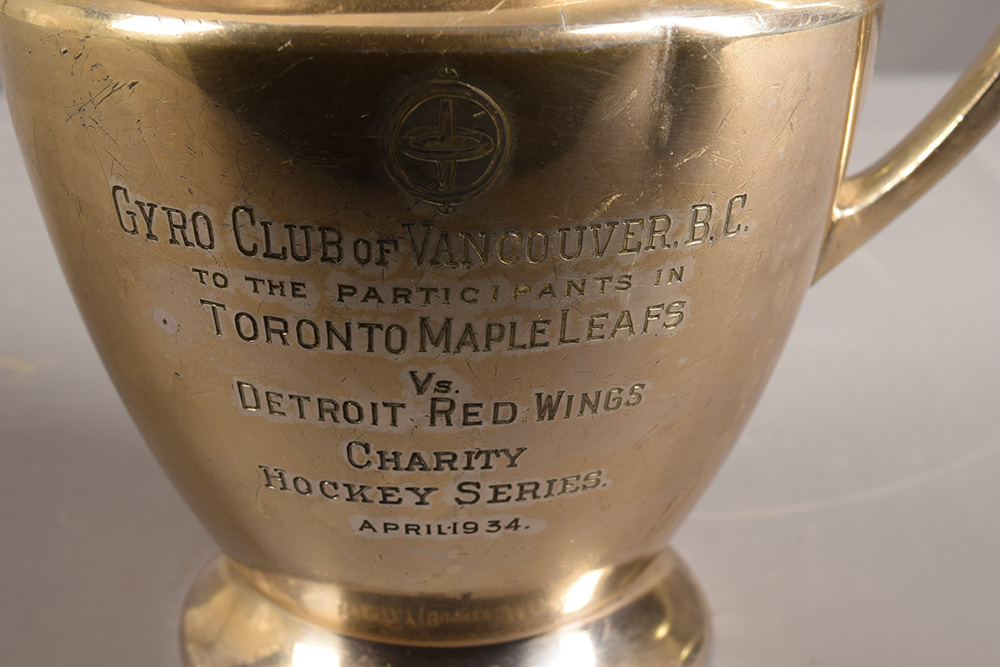 GYRO CLUB OF VANCOUVER, B.C.
TO THE PARTICIPANTS IN
TORONTO MAPLE LEAFS
VS.
DETROIT RED WINGS
CHARITY
HOCKEY SERIES.
APRIL·1934.